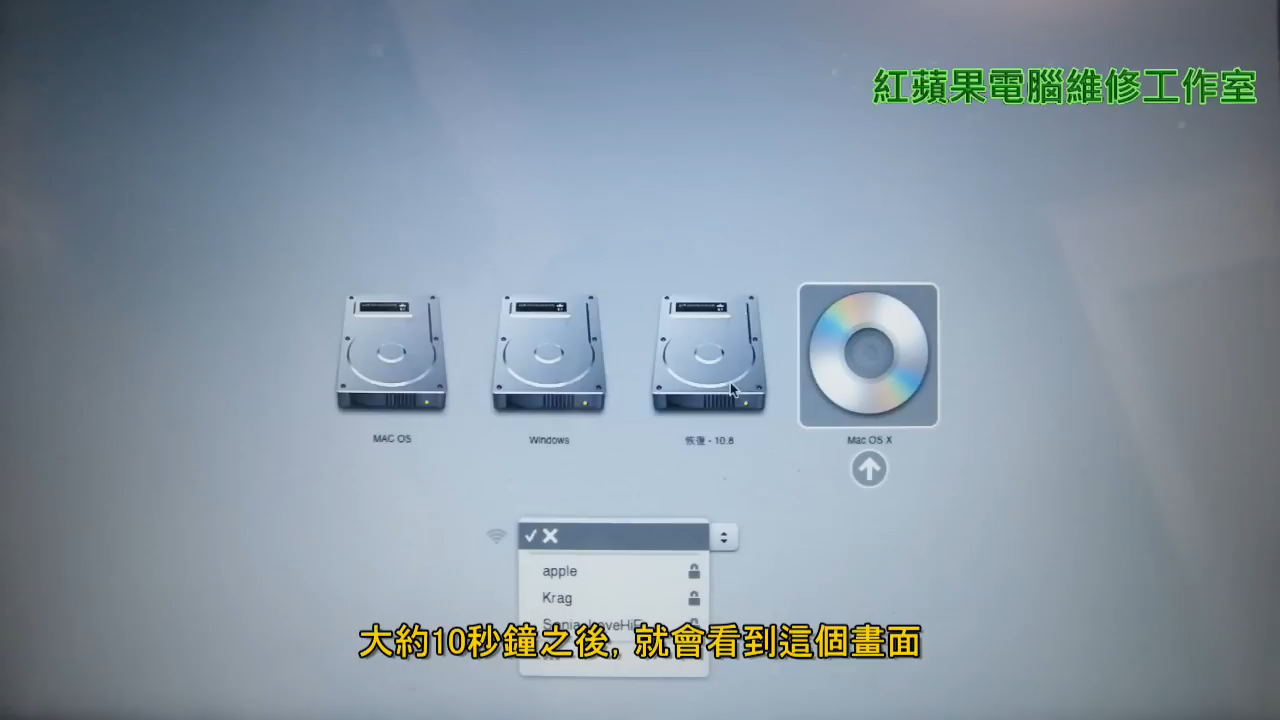 紅蘋果電腦維修工作室
MAC OS
Windows
恢復 - 10.8
Mac OS X
apple
Krag
大約10秒鐘之後, 就會看到這個畫面